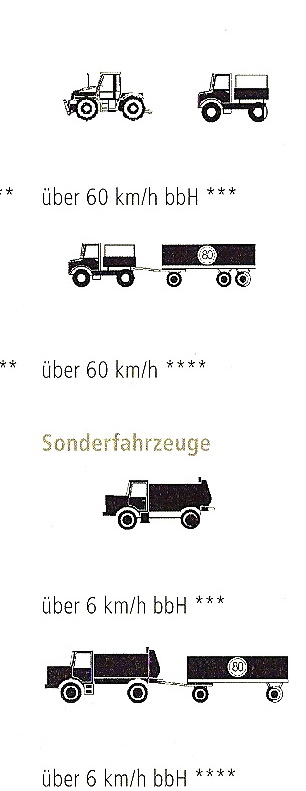 ** über 60 km/h bbH ***
80
** über 60 km/h ****
Sonderfahrzeuge
über 6 km/h bbH ***
80
über 6 km/h bbH ****